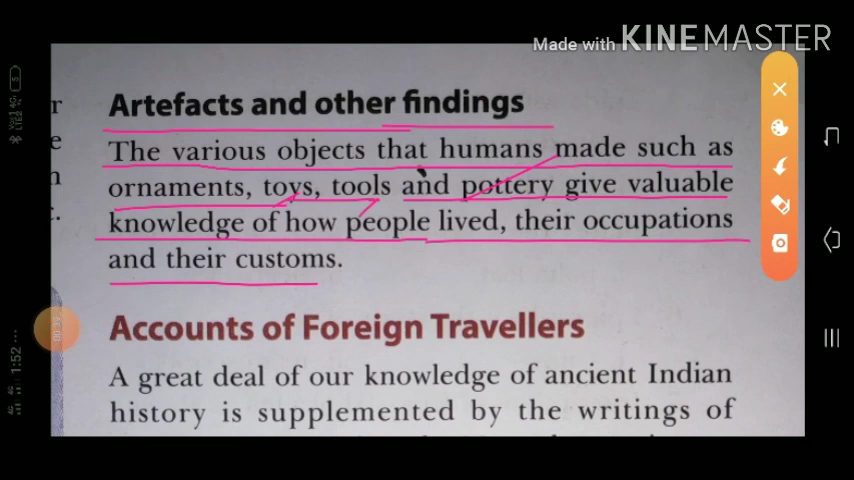 Made with KINEMASTER
Artefacts and other findings
The various objects that humans made such as
ornaments, toys, tools and pottery give valuable
knowledge of how people lived, their occupations
and their customs.
Accounts of Foreign Travellers
A great deal of our knowledge of ancient Indian
history is supplemented by the writings of
1:52